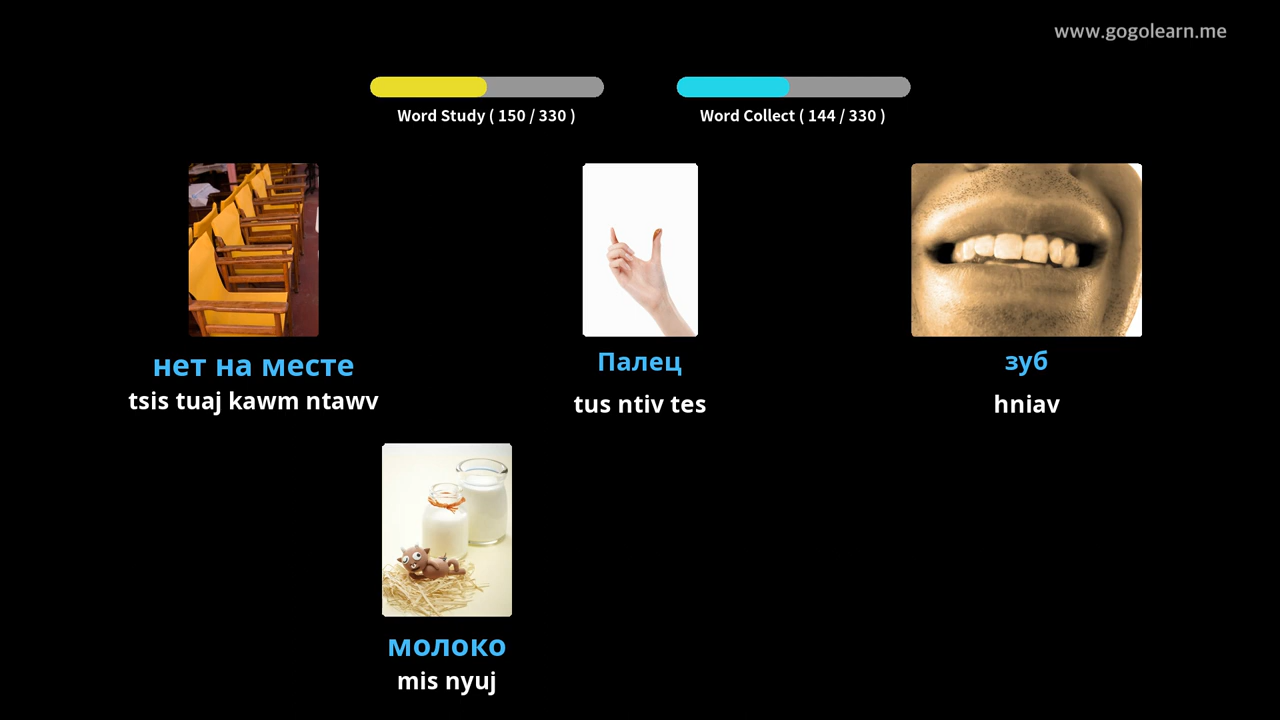 www.gogolearn.me
Word Study ( 150 / 330 )
Word Collect ( 144 / 330 )
нет на месте
tsis tuaj kawm ntawv
Палец
tus ntiv tes
зуб
hniav
молоко
mis nyuj